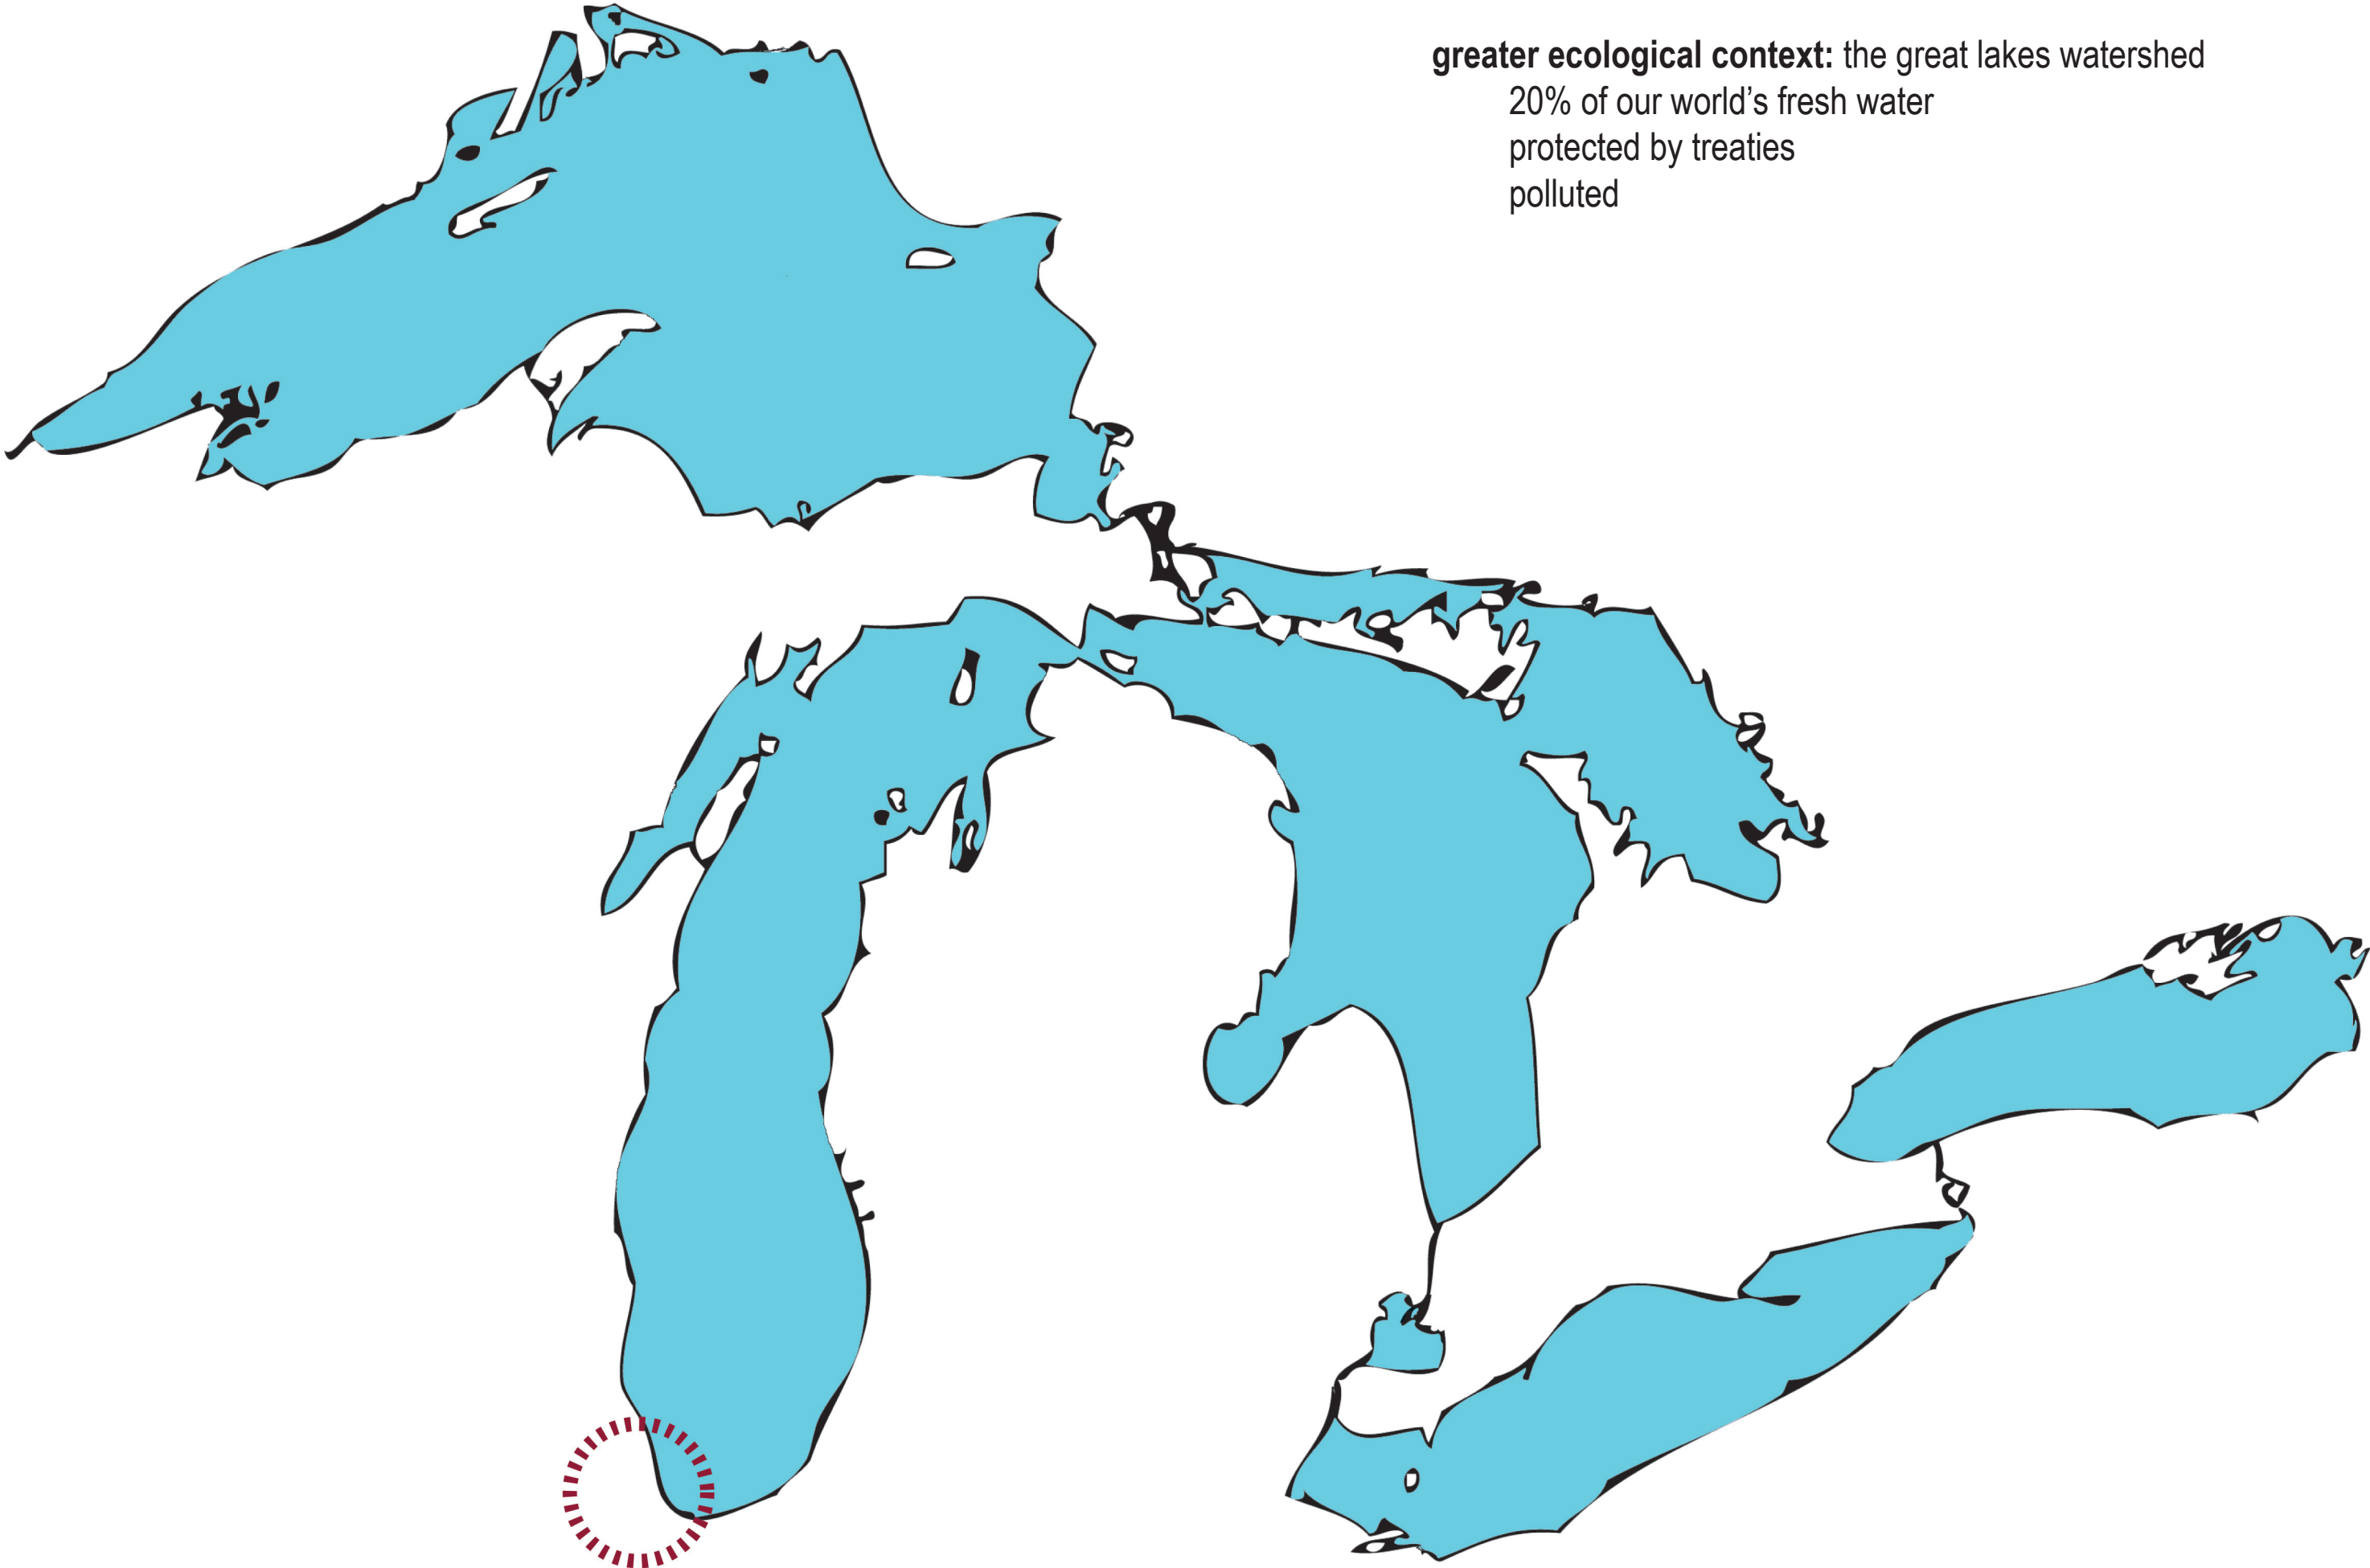 greater ecological context: the great lakes watershed
20% of our world’s fresh water
protected by treaties
polluted